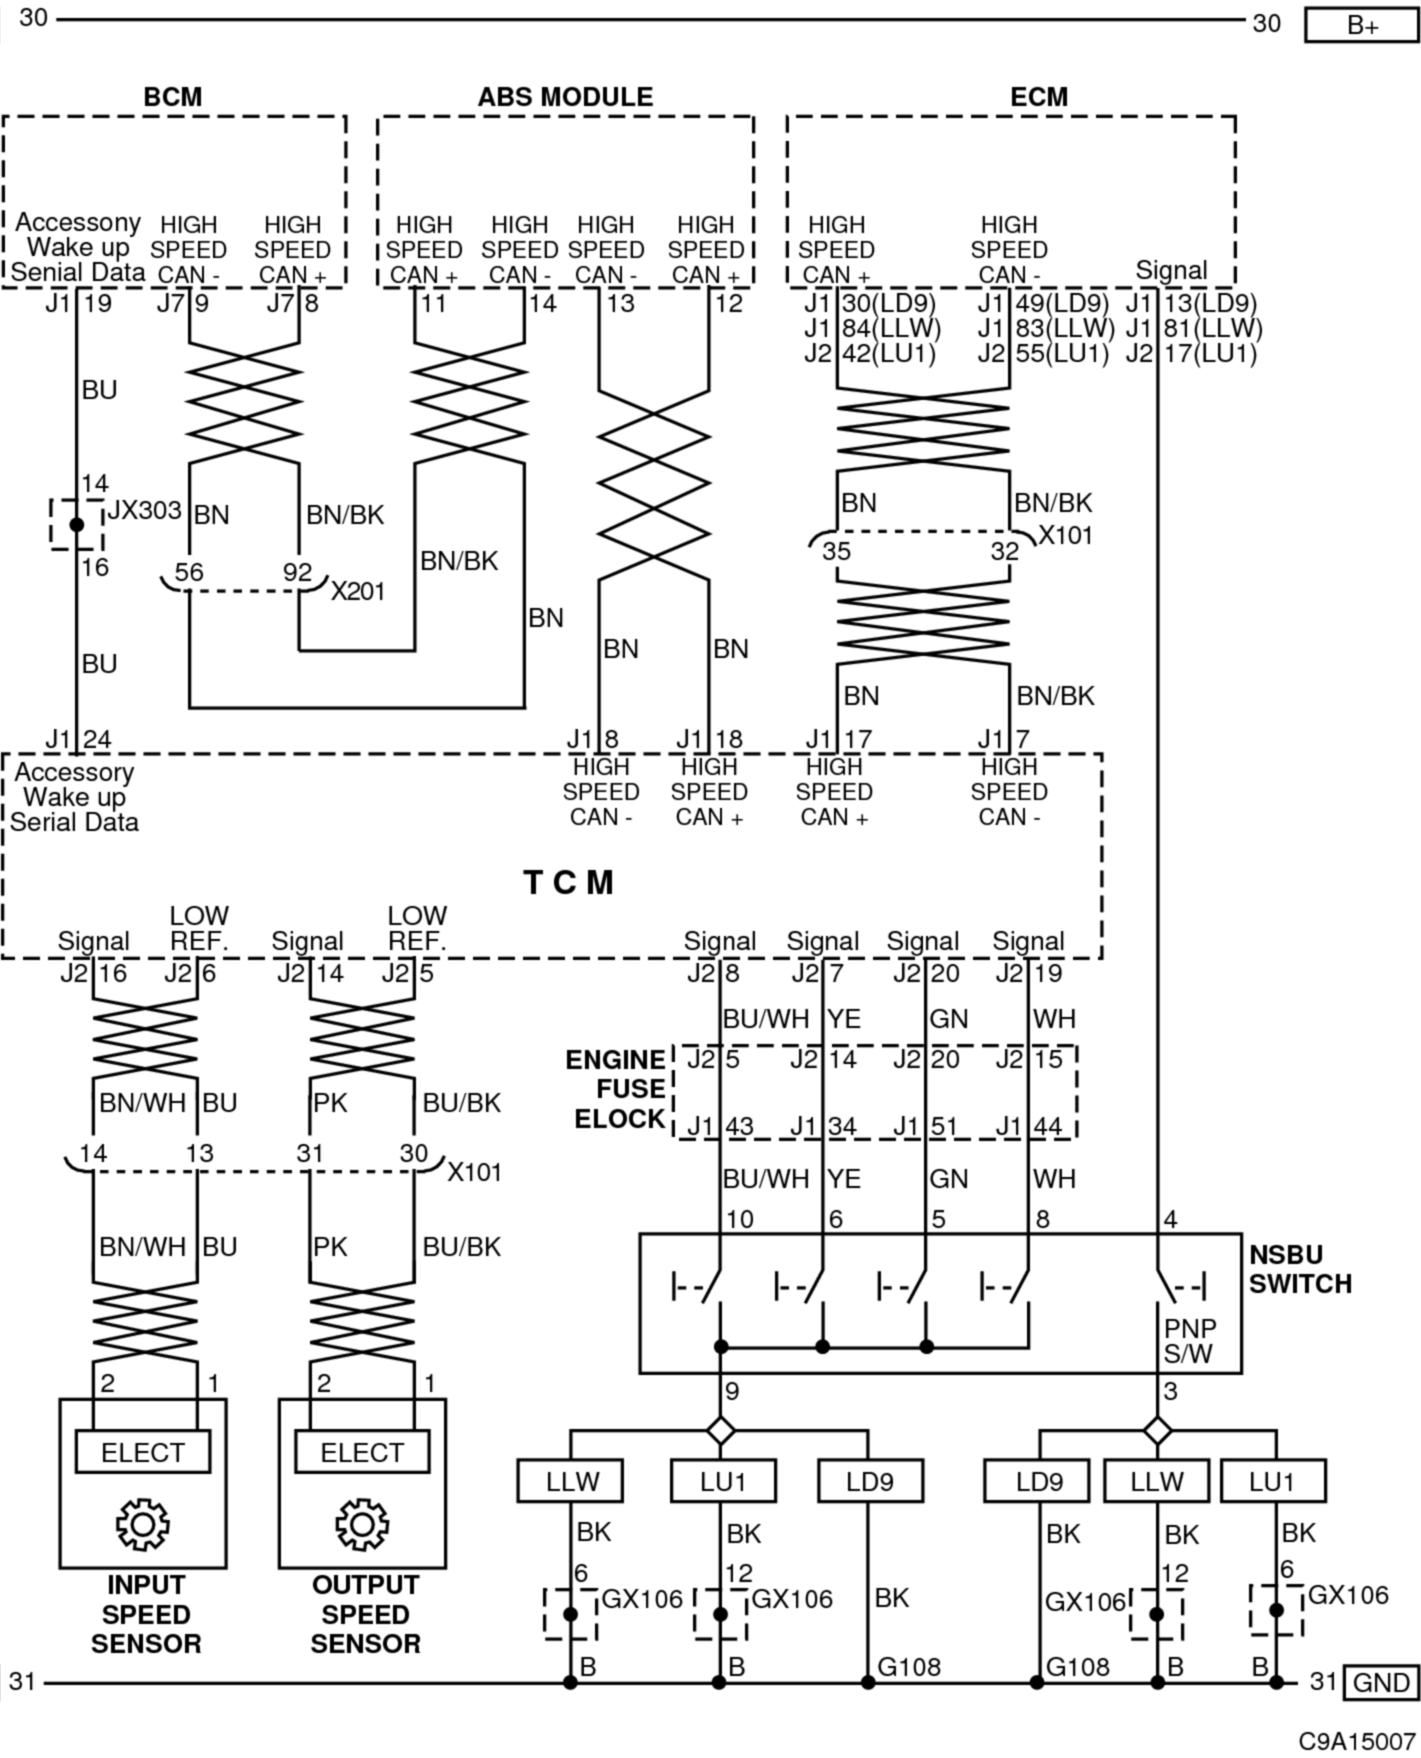 30
30 B+
BCM ABS MODULE ECM
Accessony
Wake up
Senial Data
HIGH
SPEED
CAN -
HIGH
SPEED
CAN +
HIGH
SPEED
CAN +
HIGH
SPEED
CAN -
HIGH
SPEED
CAN -
HIGH
SPEED
CAN +
HIGH
SPEED
CAN +
HIGH
SPEED
CAN -
Signal
J1 19 J7 9 J7 8 11 14 13 12
J1 30(LD9) J1 49(LD9) J1 13(LD9)
J1 84(LLW) J1 83(LLW) J1 81(LLW)
J2 42(LU1) J2 55(LU1) J2 17(LU1)
BU
14
JX303
16
BU
BN BN/BK
56 92
X201
BN/BK
BN
BN BN
BN BN/BK
X101
35 32
BN BN/BK
J1 24 J1 8 J1 18 J1 17 J1 7
Accessory
Wake up
Serial Data
HIGH
SPEED
CAN -
HIGH
SPEED
CAN +
HIGH
SPEED
CAN +
HIGH
SPEED
CAN -
T C M
Signal
LOW
REF.
Signal
LOW
REF.
Signal Signal Signal Signal
J2 16 J2 6 J2 14 J2 5 J2 8 J2 7 J2 20 J2 19
BU/WH YE GN WH
ENGINE
FUSE
ELOCK
J2 5 J2 14 J2 20 J2 15
J1 43 J1 34 J1 51 J1 44
BN/WH BU PK BU/BK
14 13 31 30
X101
BU/WH YE GN WH
10 6 5 8 4
BN/WH BU PK BU/BK
NSBU
SWITCH
PNP
S/W
2 1 2 1
9 3
ELECT ELECT
LLW LU1 LD9 LD9 LLW LU1
BK BK BK BK BK BK
6 12 12 6
GX106 GX106 GX106 GX106
INPUT
SPEED
SENSOR
OUTPUT
SPEED
SENSOR
B B G108 G108 B B
31
31 GND
C9A15007